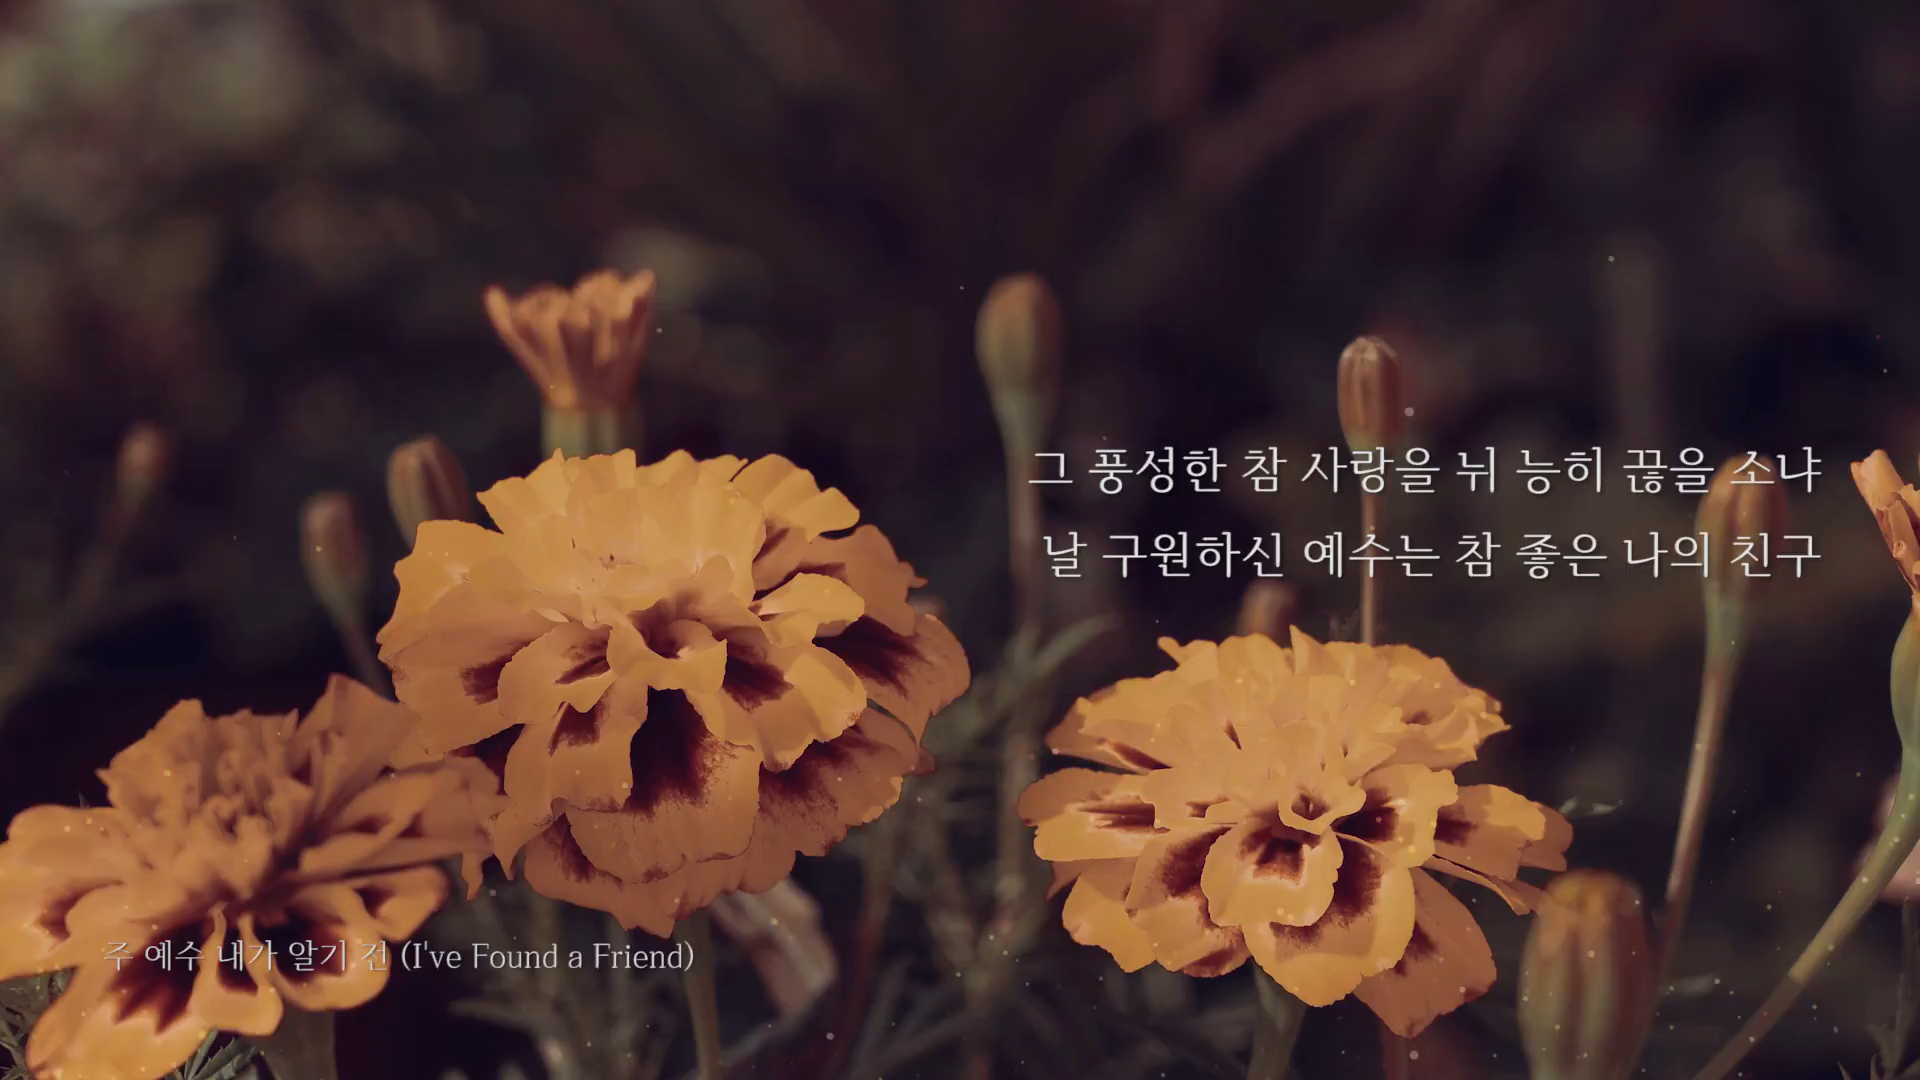 그 풍성한 참 사랑을 뉘 능히 끊을 소냐
날 구원하신 예수는 참 좋은 나의 친구
주 예수 내가 알기 전 (I've Found a Friend)